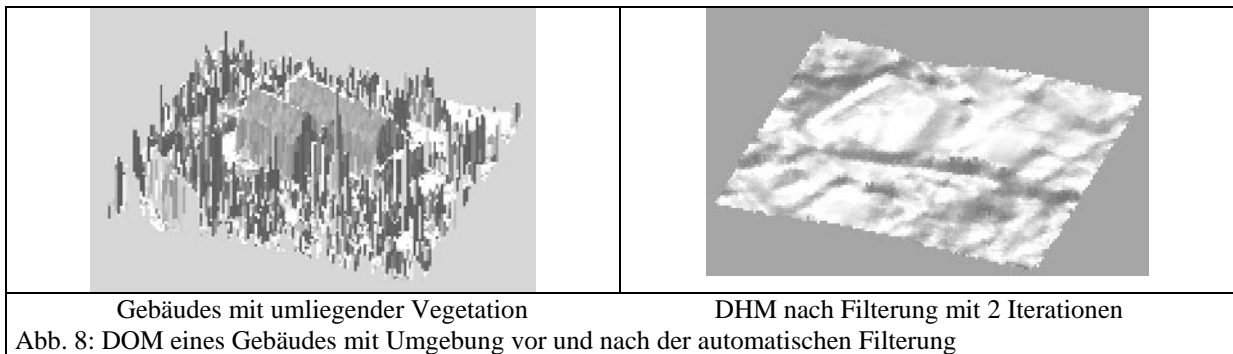 Gebäudes mit umliegender Vegetation
DHM nach Filterung mit 2 Iterationen
Abb. 8: DOM eines Gebäudes mit Umgebung vor und nach der automatischen Filterung